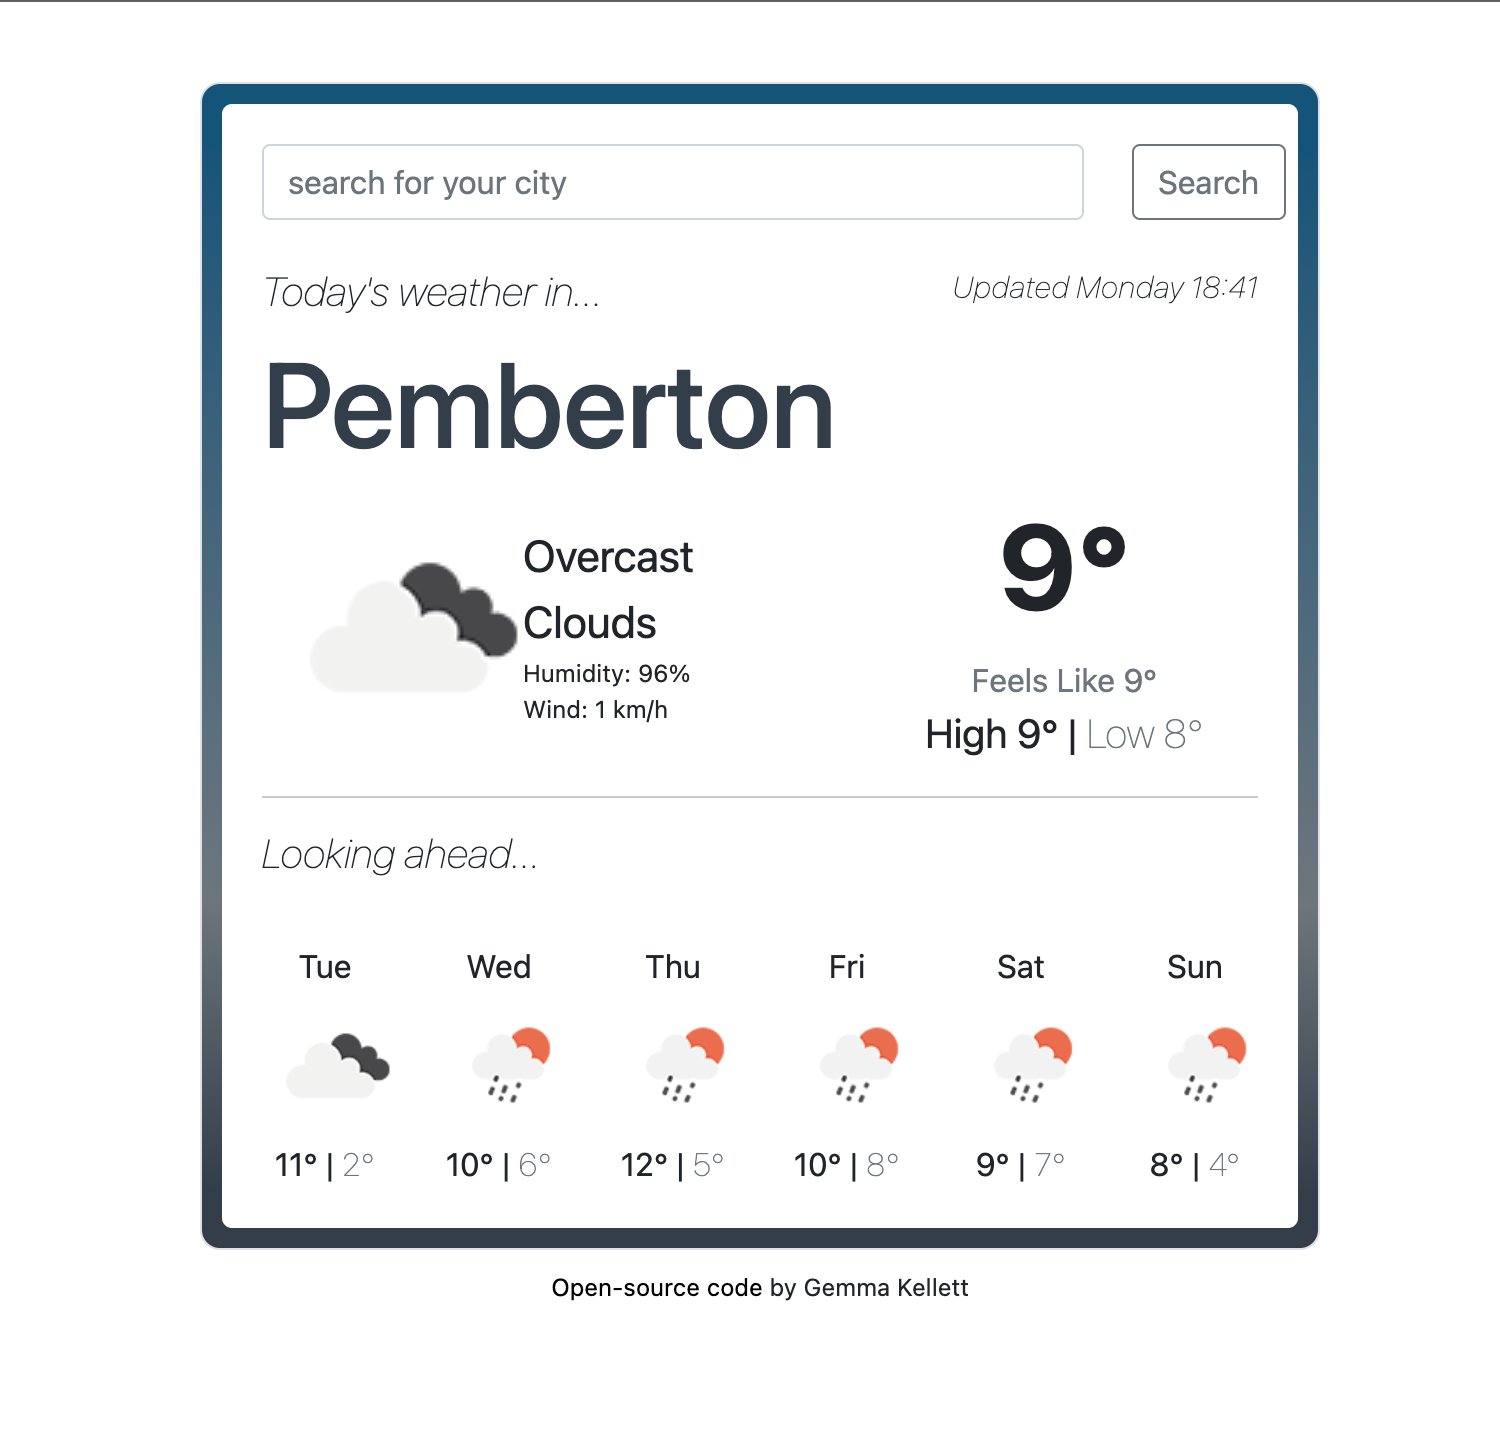 search for your city
Search
Today's weather in...
Updated Monday 18:41
Pemberton
Overcast
Clouds
Humidity: 96%
Wind: 1 km/h
9°
Feels Like 9°
High 9° | Low 8°
Looking ahead...
Tue Wed Thu Fri Sat Sun
11° | 2° 10° | 6° 12° | 5° 10° | 8° 9° | 7° 8° | 4°
Open-source code by Gemma Kellett